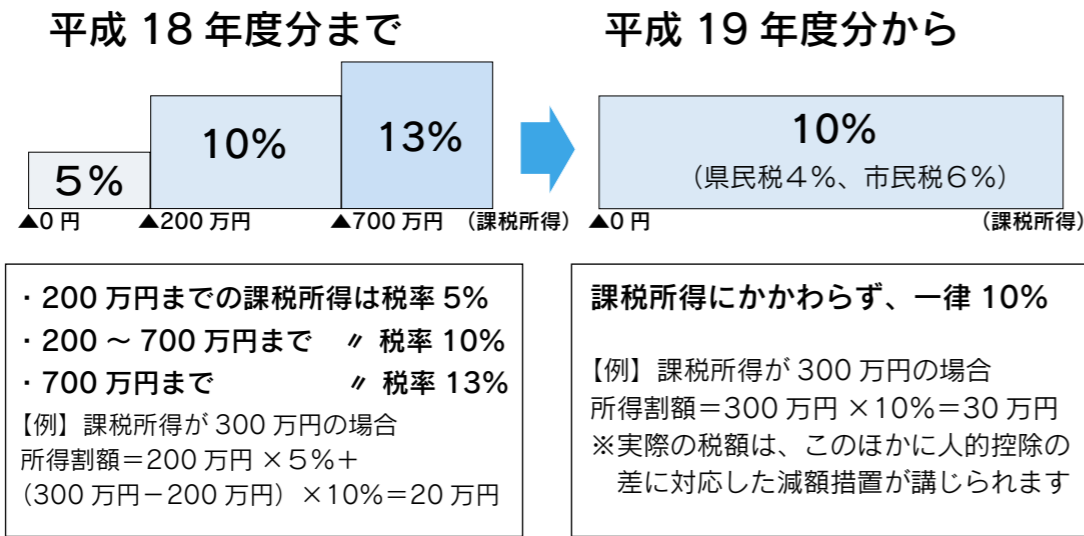 平成 18 年度分まで
5%
10%
13%
▲0 円 ▲200 万円 ▲700 万円 (課税所得)
・200 万円までの課税所得は税率 5%
・200 ～ 700 万円まで 〃 税率 10%
・700 万円まで 〃 税率 13%
【例】課税所得が 300 万円の場合
所得割額＝200 万円 ×5%＋
(300 万円－200 万円) ×10%＝20 万円
平成 19 年度分から
10%
（県民税４%、市民税６%）
▲0 円 (課税所得)
課税所得にかかわらず、一律 10%
【例】課税所得が 300 万円の場合
所得割額＝300 万円 ×10%＝30 万円
※実際の税額は、このほかに人的控除の
差に対応した減額措置が講じられます